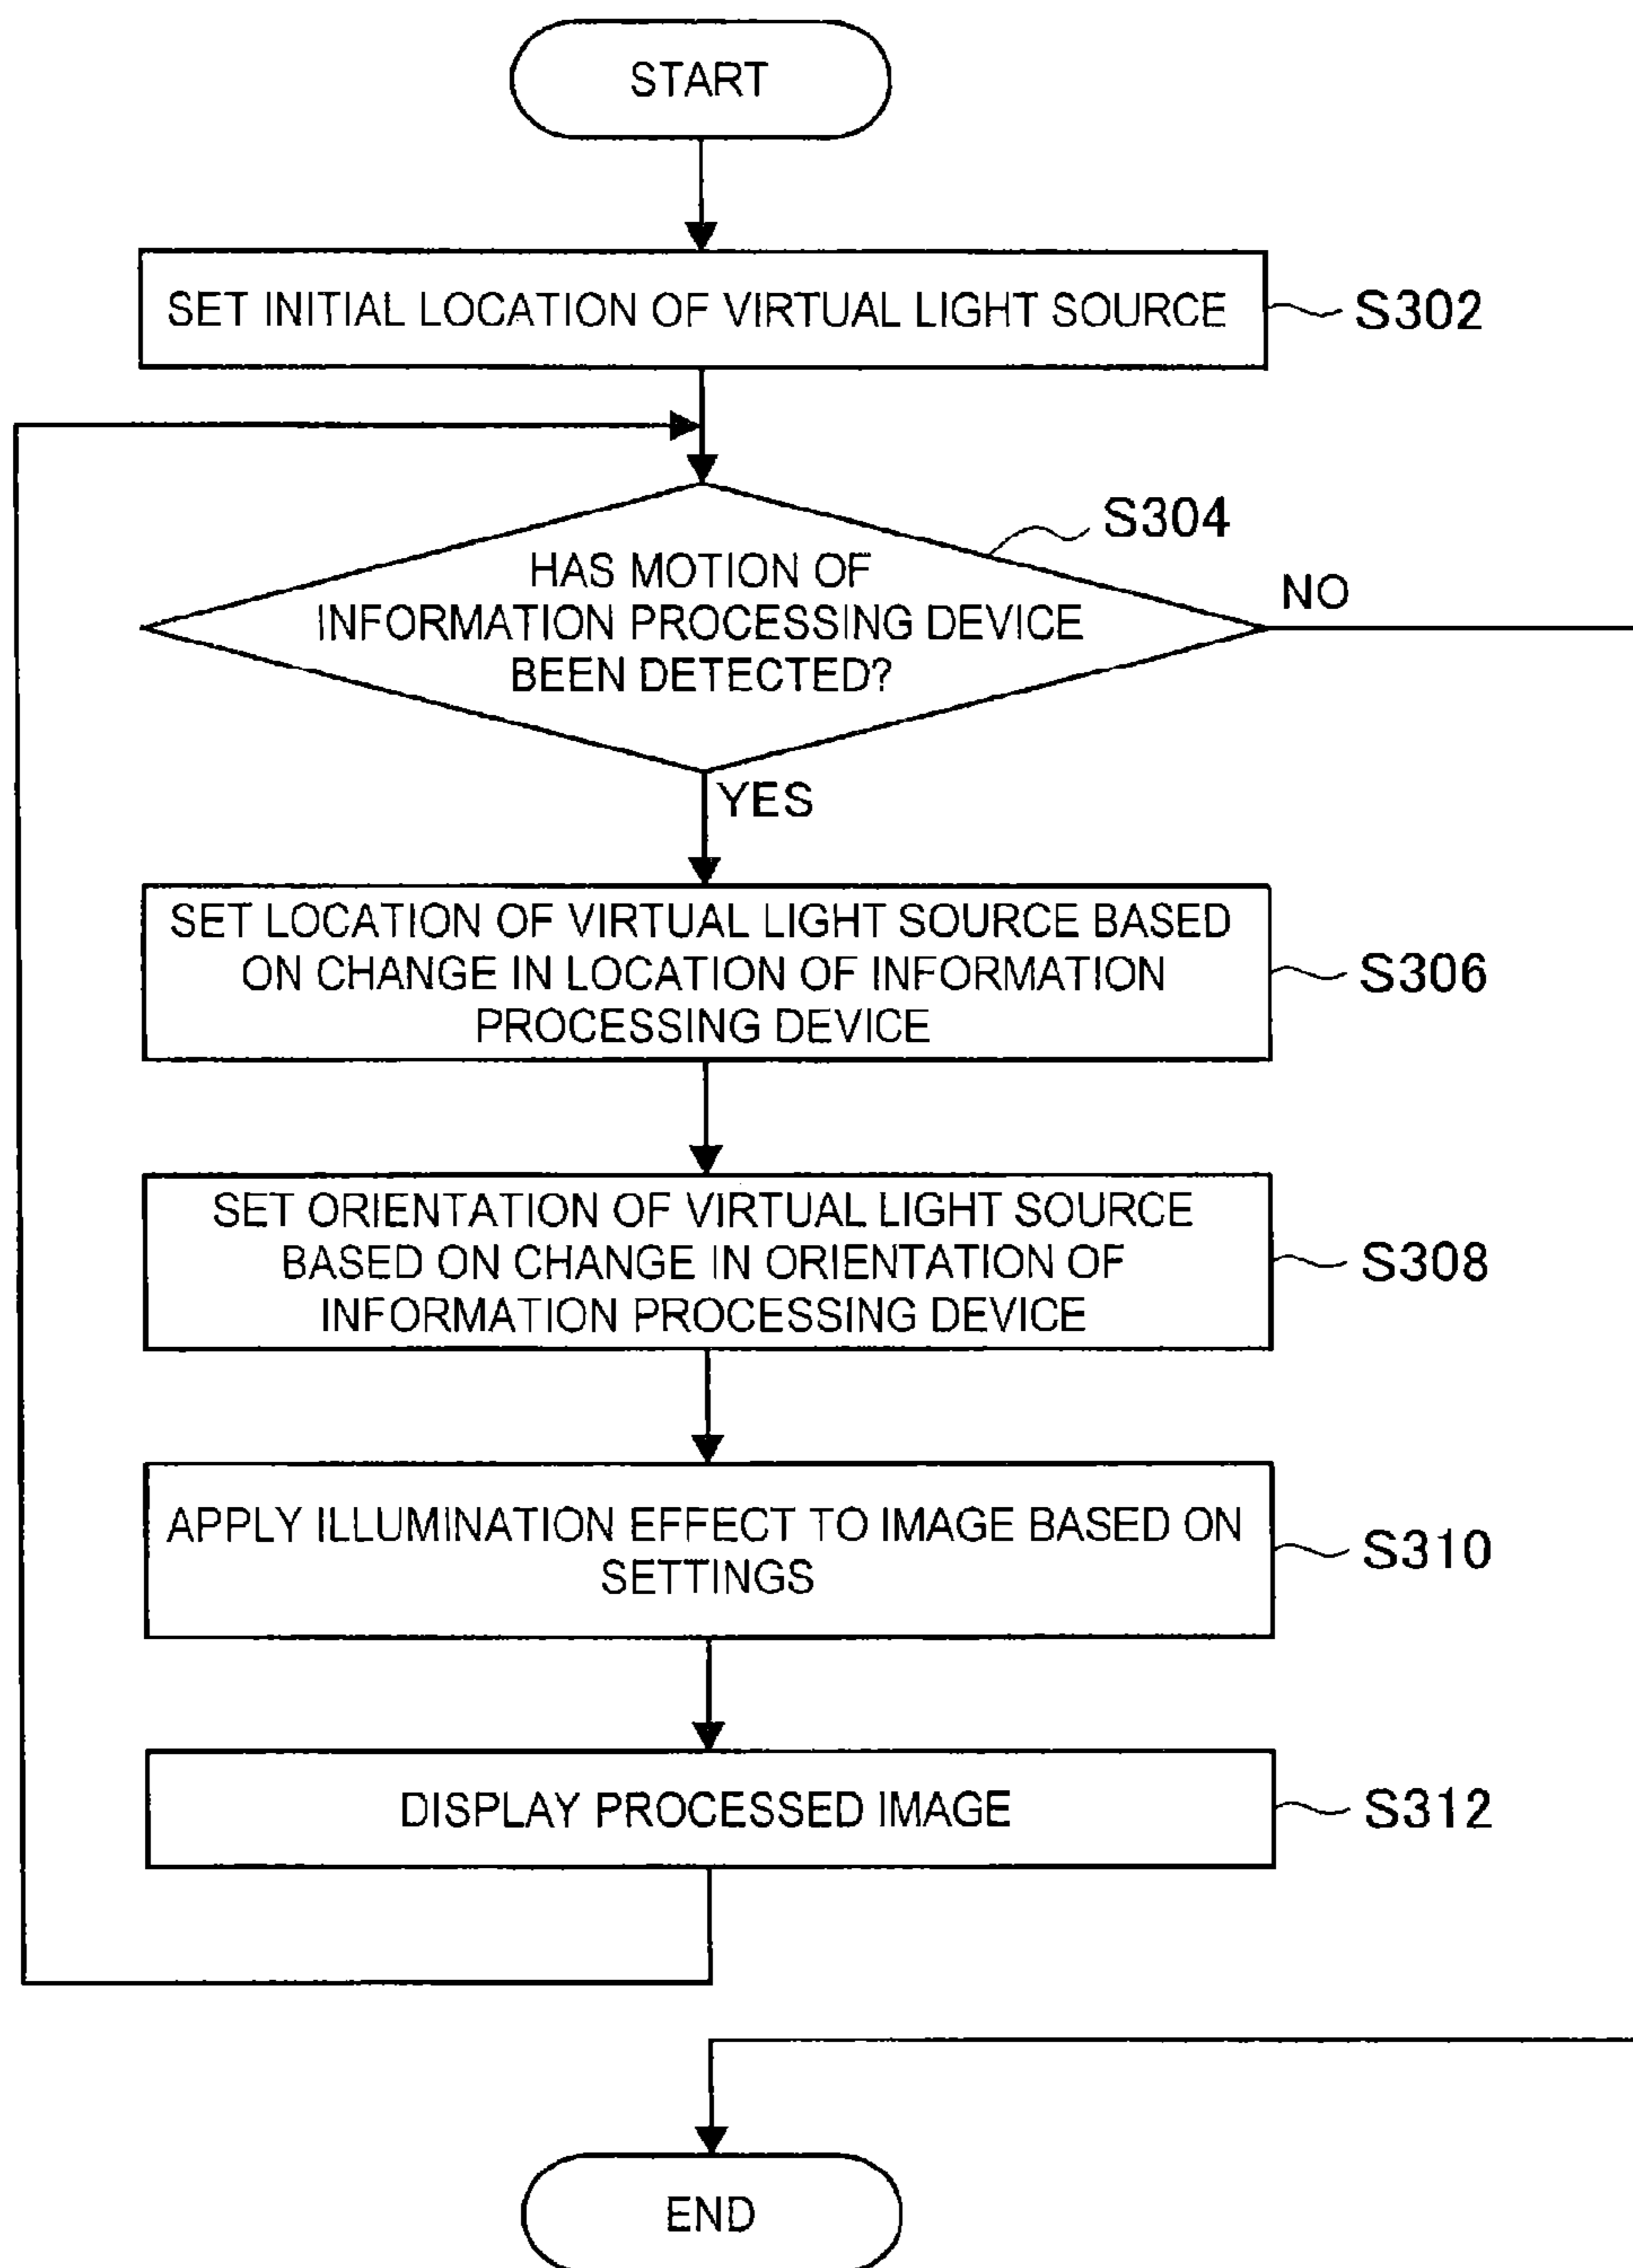 START
SET INITIAL LOCATION OF VIRTUAL LIGHT SOURCE
S302
S304
HAS MOTION OF
INFORMATION PROCESSING DEVICE
BEEN DETECTED?
NO
YES
SET LOCATION OF VIRTUAL LIGHT SOURCE BASED
ON CHANGE IN LOCATION OF INFORMATION
PROCESSING DEVICE
S306
SET ORIENTATION OF VIRTUAL LIGHT SOURCE
BASED ON CHANGE IN ORIENTATION OF
INFORMATION PROCESSING DEVICE
S308
APPLY ILLUMINATION EFFECT TO IMAGE BASED ON
SETTINGS
S310
DISPLAY PROCESSED IMAGE
S312
END